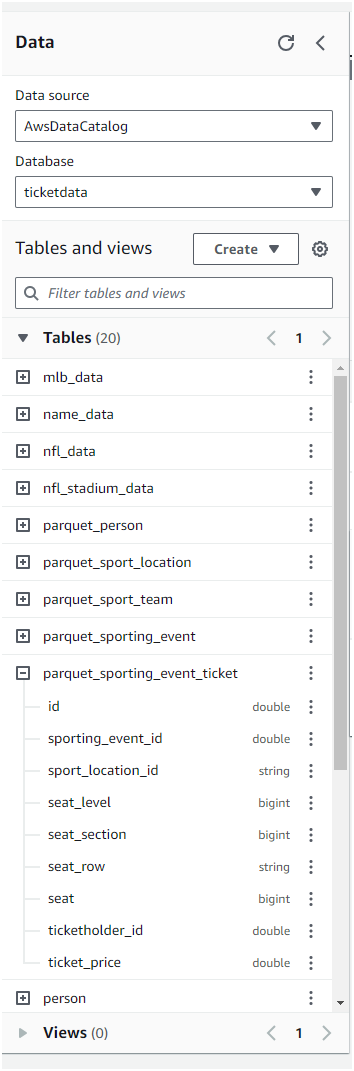 Data
Data source
AwsDataCatalog
Database
ticketdata
Tables and views
Create
Filter tables and views
Tables (20)
1
mlb_data
name_data
nfl_data
nfl_stadium_data
parquet_person
parquet_sport_location
parquet_sport_team
parquet_sporting_event
parquet_sporting_event_ticket
id double
sporting_event_id double
sport_location_id string
seat_level bigint
seat_section bigint
seat_row string
seat bigint
ticketholder_id double
ticket_price double
person
Views (0)
1